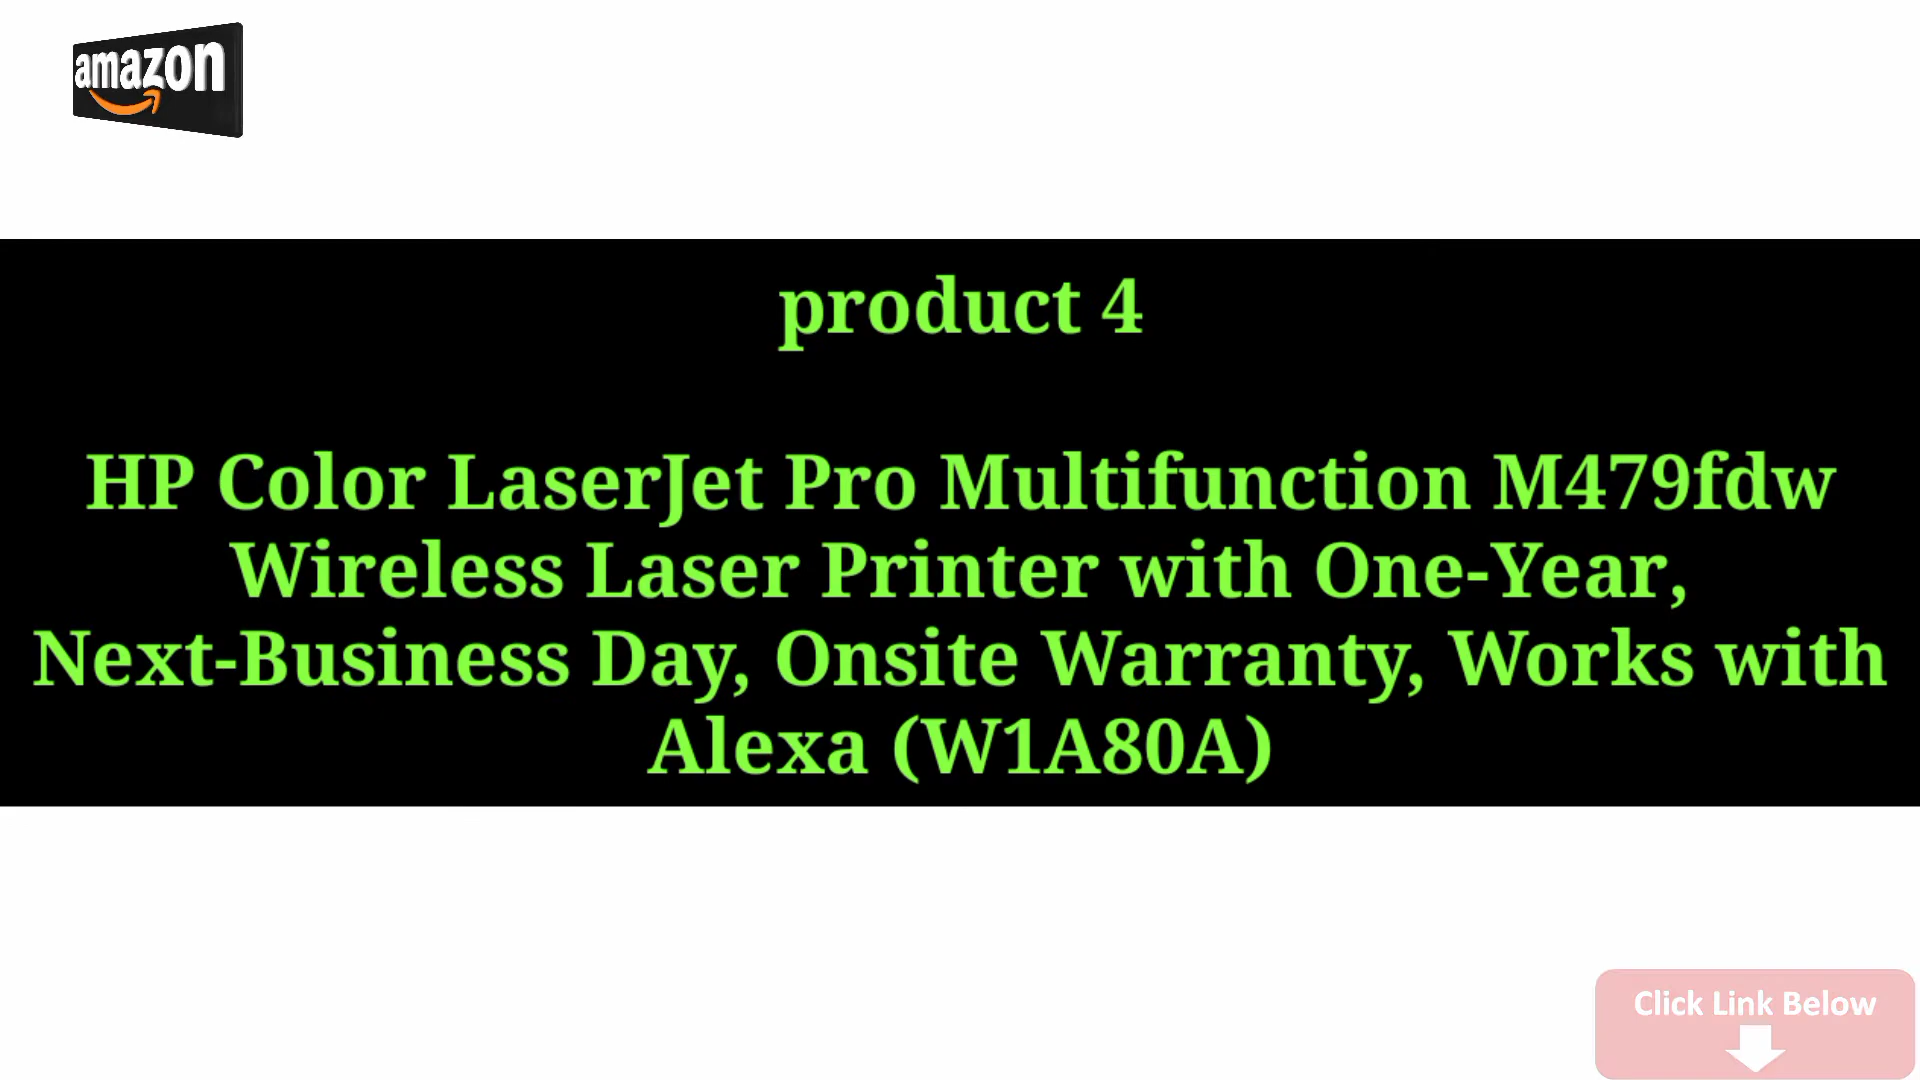 amazon
product 4
HP Color LaserJet Pro Multifunction M479fdw
Wireless Laser Printer with One-Year,
Next-Business Day, Onsite Warranty, Works with
Alexa (W1A80A)
Click Link Below